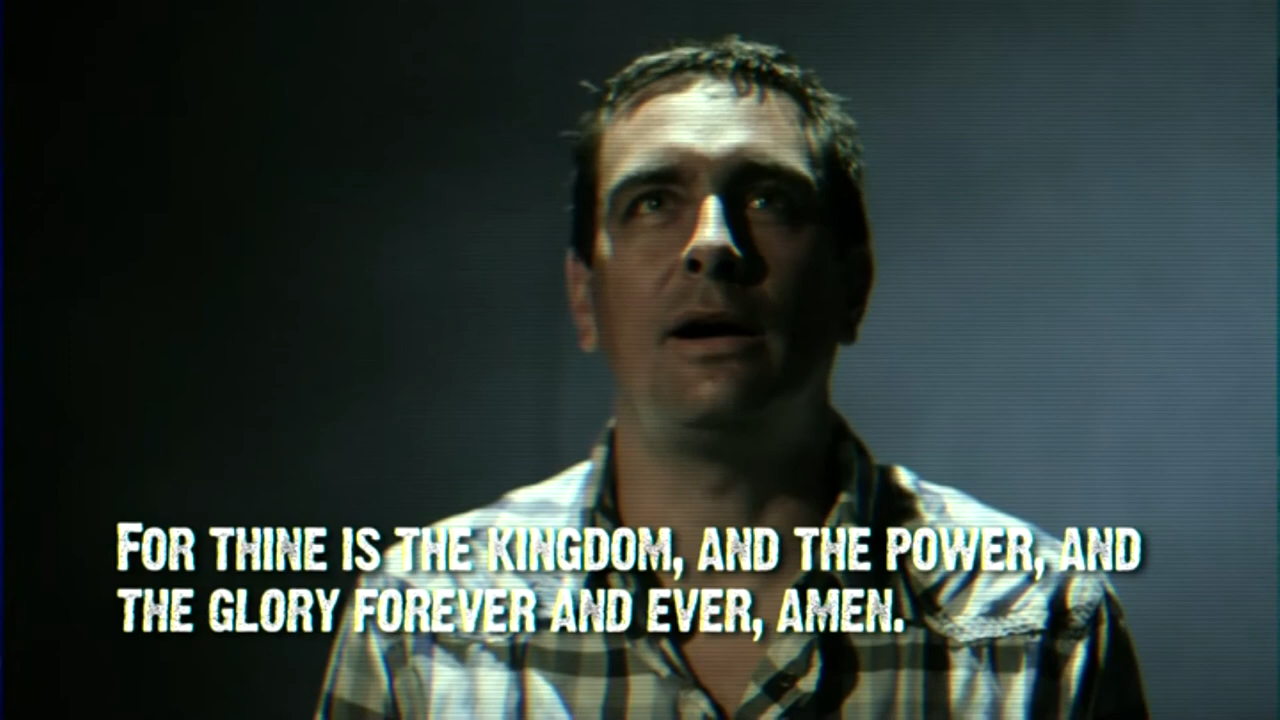 For thine is the kingdom, and the power, and
the glory forever and ever, amen.